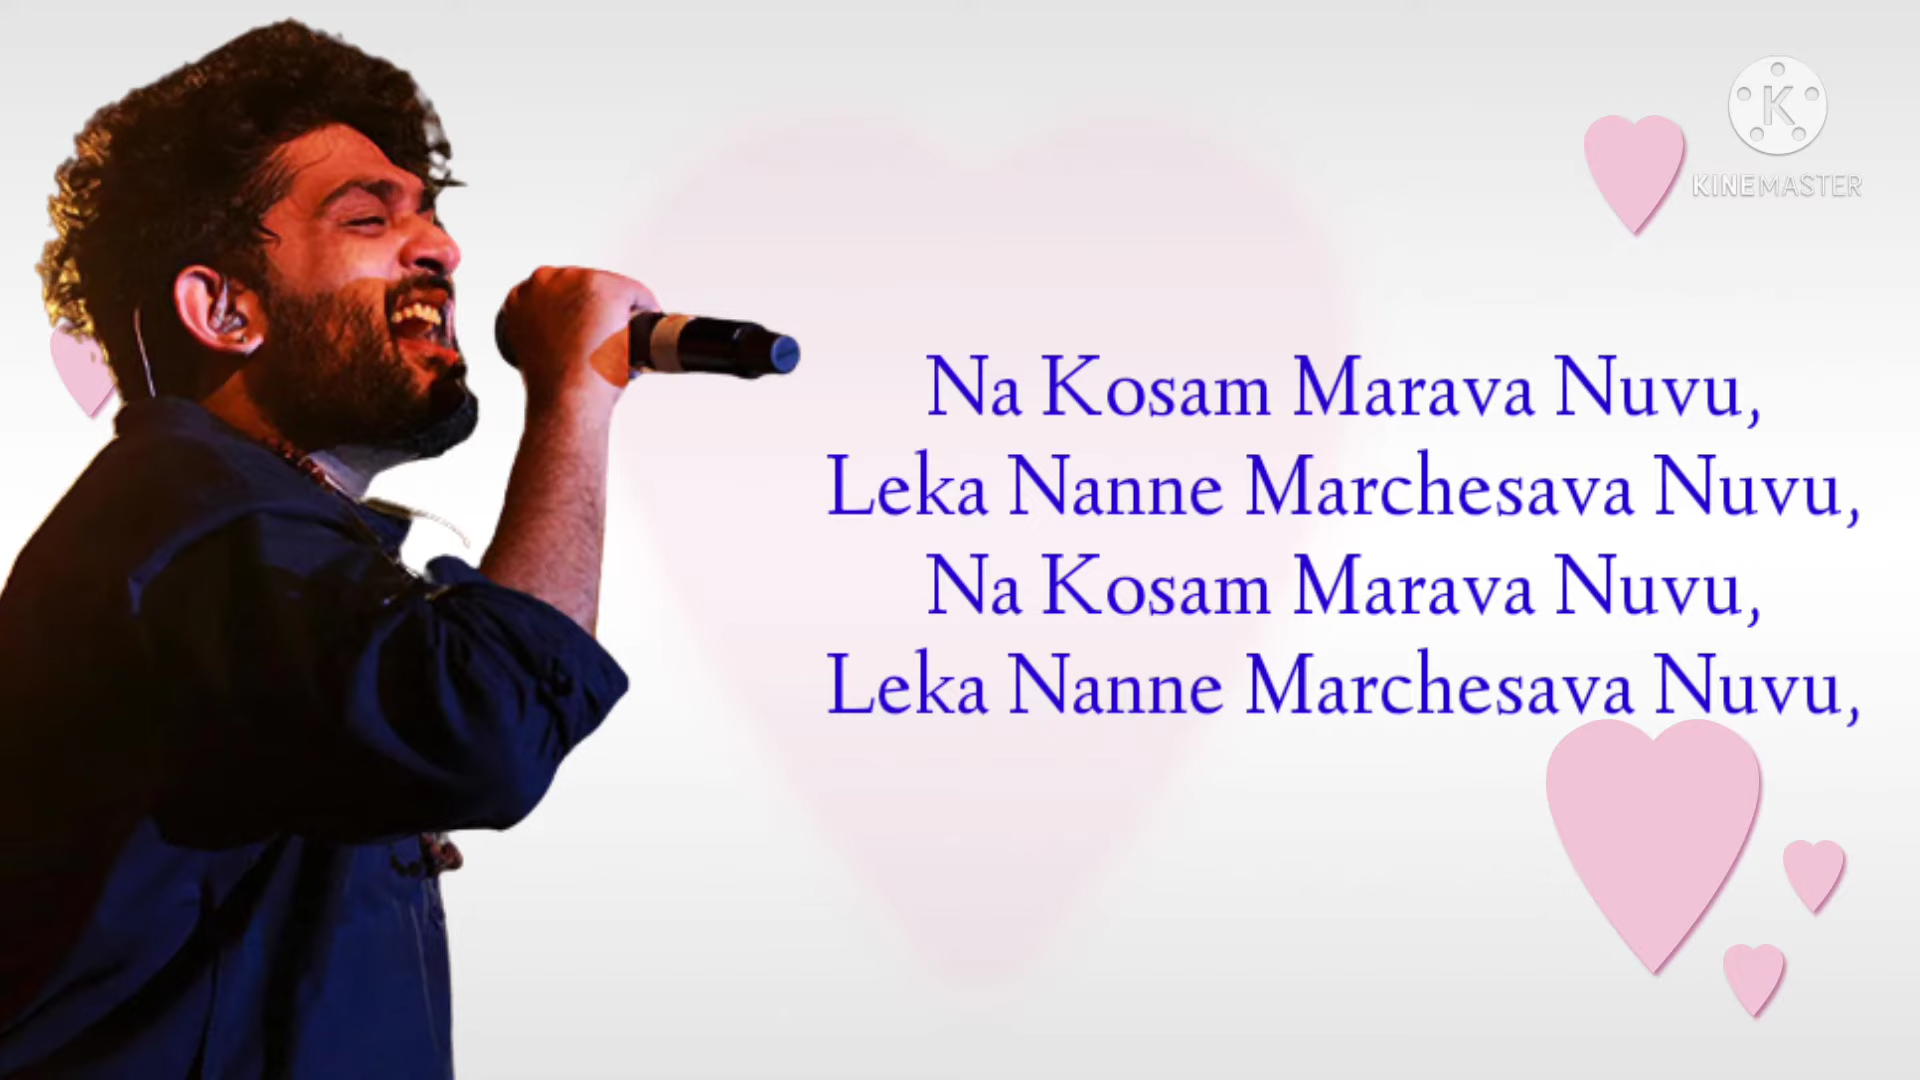 K
KINEMASTER
Na Kosam Marava Nuvu,
Leka Nanne Marchesava Nuvu,
Na Kosam Marava Nuvu,
Leka Nanne Marchesava Nuvu,